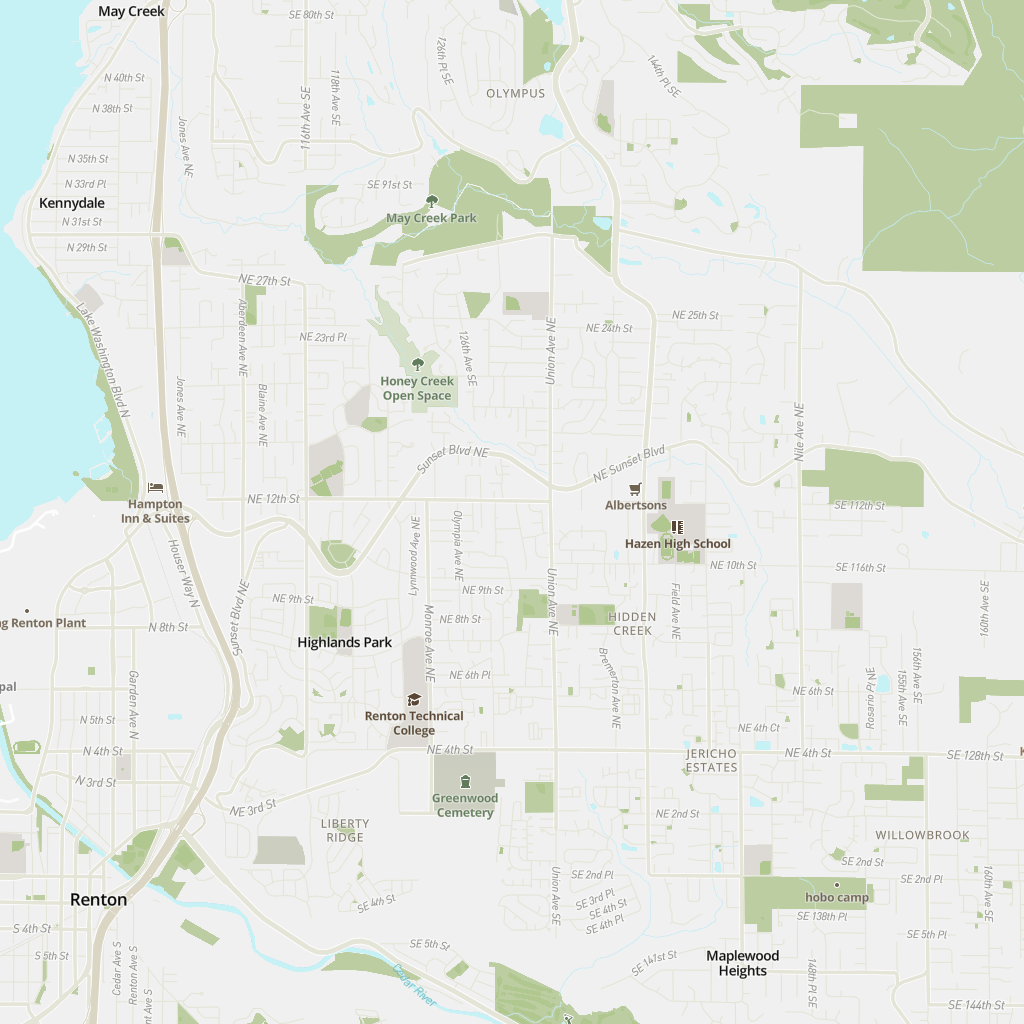 May Creek
SE 80th St
126th Pl SE
144th Pl SE
N 40th St
118th Ave SE
OLYMPUS
N 38th St
116th Ave SE
Jones Ave NE
N 35th St
N 33rd Pl
SE 91st St
Kennydale
N 31st St
May Creek Park
N 29th St
NE 27th St
Lake Washington Blvd N
Aberdeen Ave NE
NE 25th St
NE 24th St
NE 23rd Pl
126th Ave SE
Union Ave NE
Honey Creek
Open Space
Jones Ave NE
Blaine Ave NE
Nile Ave NE
Sunset Blvd NE
NE Sunset Blvd
Hampton
Inn & Suites
NE 12th St
Albertsons
SE 112th St
Hazen High School
Lynnwood Ave NE
Olympia Ave NE
NE 10th St
SE 116th St
Houser Way N
Sunset Blvd NE
NE 9th St
NE 9th St
Union Ave NE
Field Ave NE
160th Ave SE
ng Renton Plant
N 8th St
Monroe Ave NE
NE 8th St
HIDDEN
CREEK
Highlands Park
Garden Ave N
NE 6th Pl
Bremerton Ave NE
NE 6th St
Rosario Pl NE
155th Ave SE
156th Ave SE
pal
Renton Technical
College
N 5th St
NE 4th Ct
N 4th St
NE 4th St
JERICHO
ESTATES
NE 4th St
SE 128th St
K
N 3rd St
NE 3rd St
Greenwood
Cemetery
NE 2nd St
LIBERTY
RIDGE
WILLOWBROOK
SE 2nd St
SE 2nd Pl
SE 2nd Pl
Union Ave SE
160th Ave SE
hobo camp
Renton
SE 4th St
SE 3rd Pl
SE 4th St
SE 4th Pl
SE 138th Pl
S 4th St
SE 5th Pl
SE 5th St
S 5th St
Cedar Ave S
Renton Ave S
nt Ave S
Cedar River
SE 141st St
Maplewood
Heights
148th Pl SE
SE 144th St